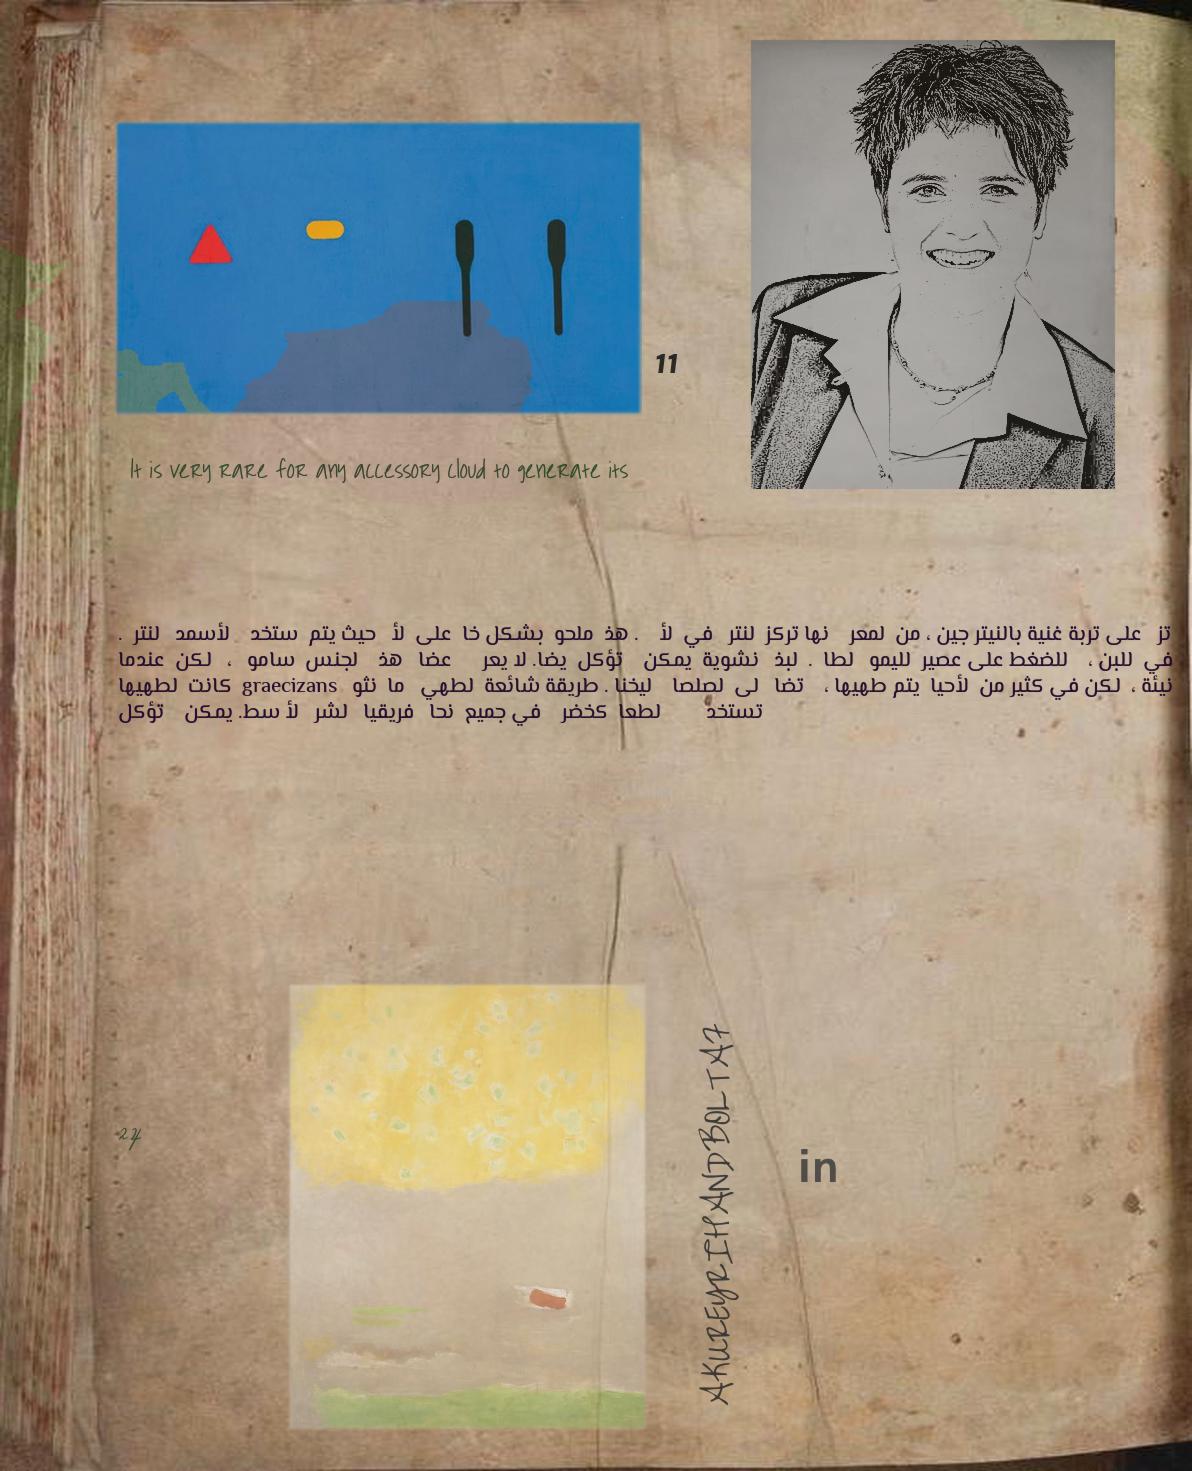 11
It is very rare for any accessory cloud to generate its
تز على تربة غنية بالنيتر جين ، من لمعر نها تركز لنتر في لأ . هذ ملحو بشكل خا على لأ حيث يتم ستخد لأسمد لنتر .
في للبن ، للضغط على عصير لليمو لطا . لبذ نشوية يمكن تؤكل يضا. لا يعر عضا هذ لجنس سامو ، لكن عندما
نيئة ، لكن في كثير من لأحيا يتم طهيها ، تضا لى لصلصا ليخنا . طريقة شائعة لطهي ما نثو graecizans كانت لطهيها
تستخد لطعا كخضر في جميع نحا فريقيا لشر لأ سط. يمكن تؤكل
24
AKUREYRI HANDBOLTAF
in